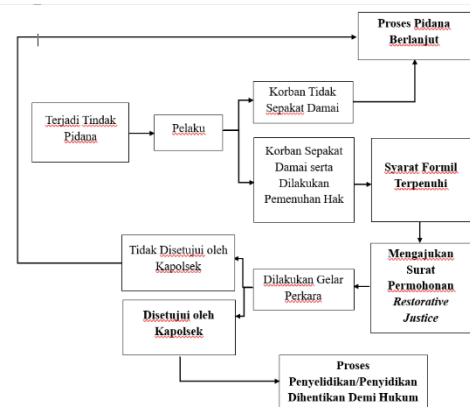 Proses Pidana
Berlanjut
Korban Tidak
Sepakat Damai
Terjadi Tindak
Pidana
Pelaku
Korban Sepakat
Damai serta
Dilakukan
Pemenuhan Hak
Syarat Formil
Terpenuhi
Mengajukan
Surat
Permohonan
Restorative
Justice
Dilakukan Gelar
Perkara
Tidak Disetujui oleh
Kapolsek
Disetujui oleh
Kapolsek
Proses
Penyelidikan/Penyidikan
Dihentikan Demi Hukum